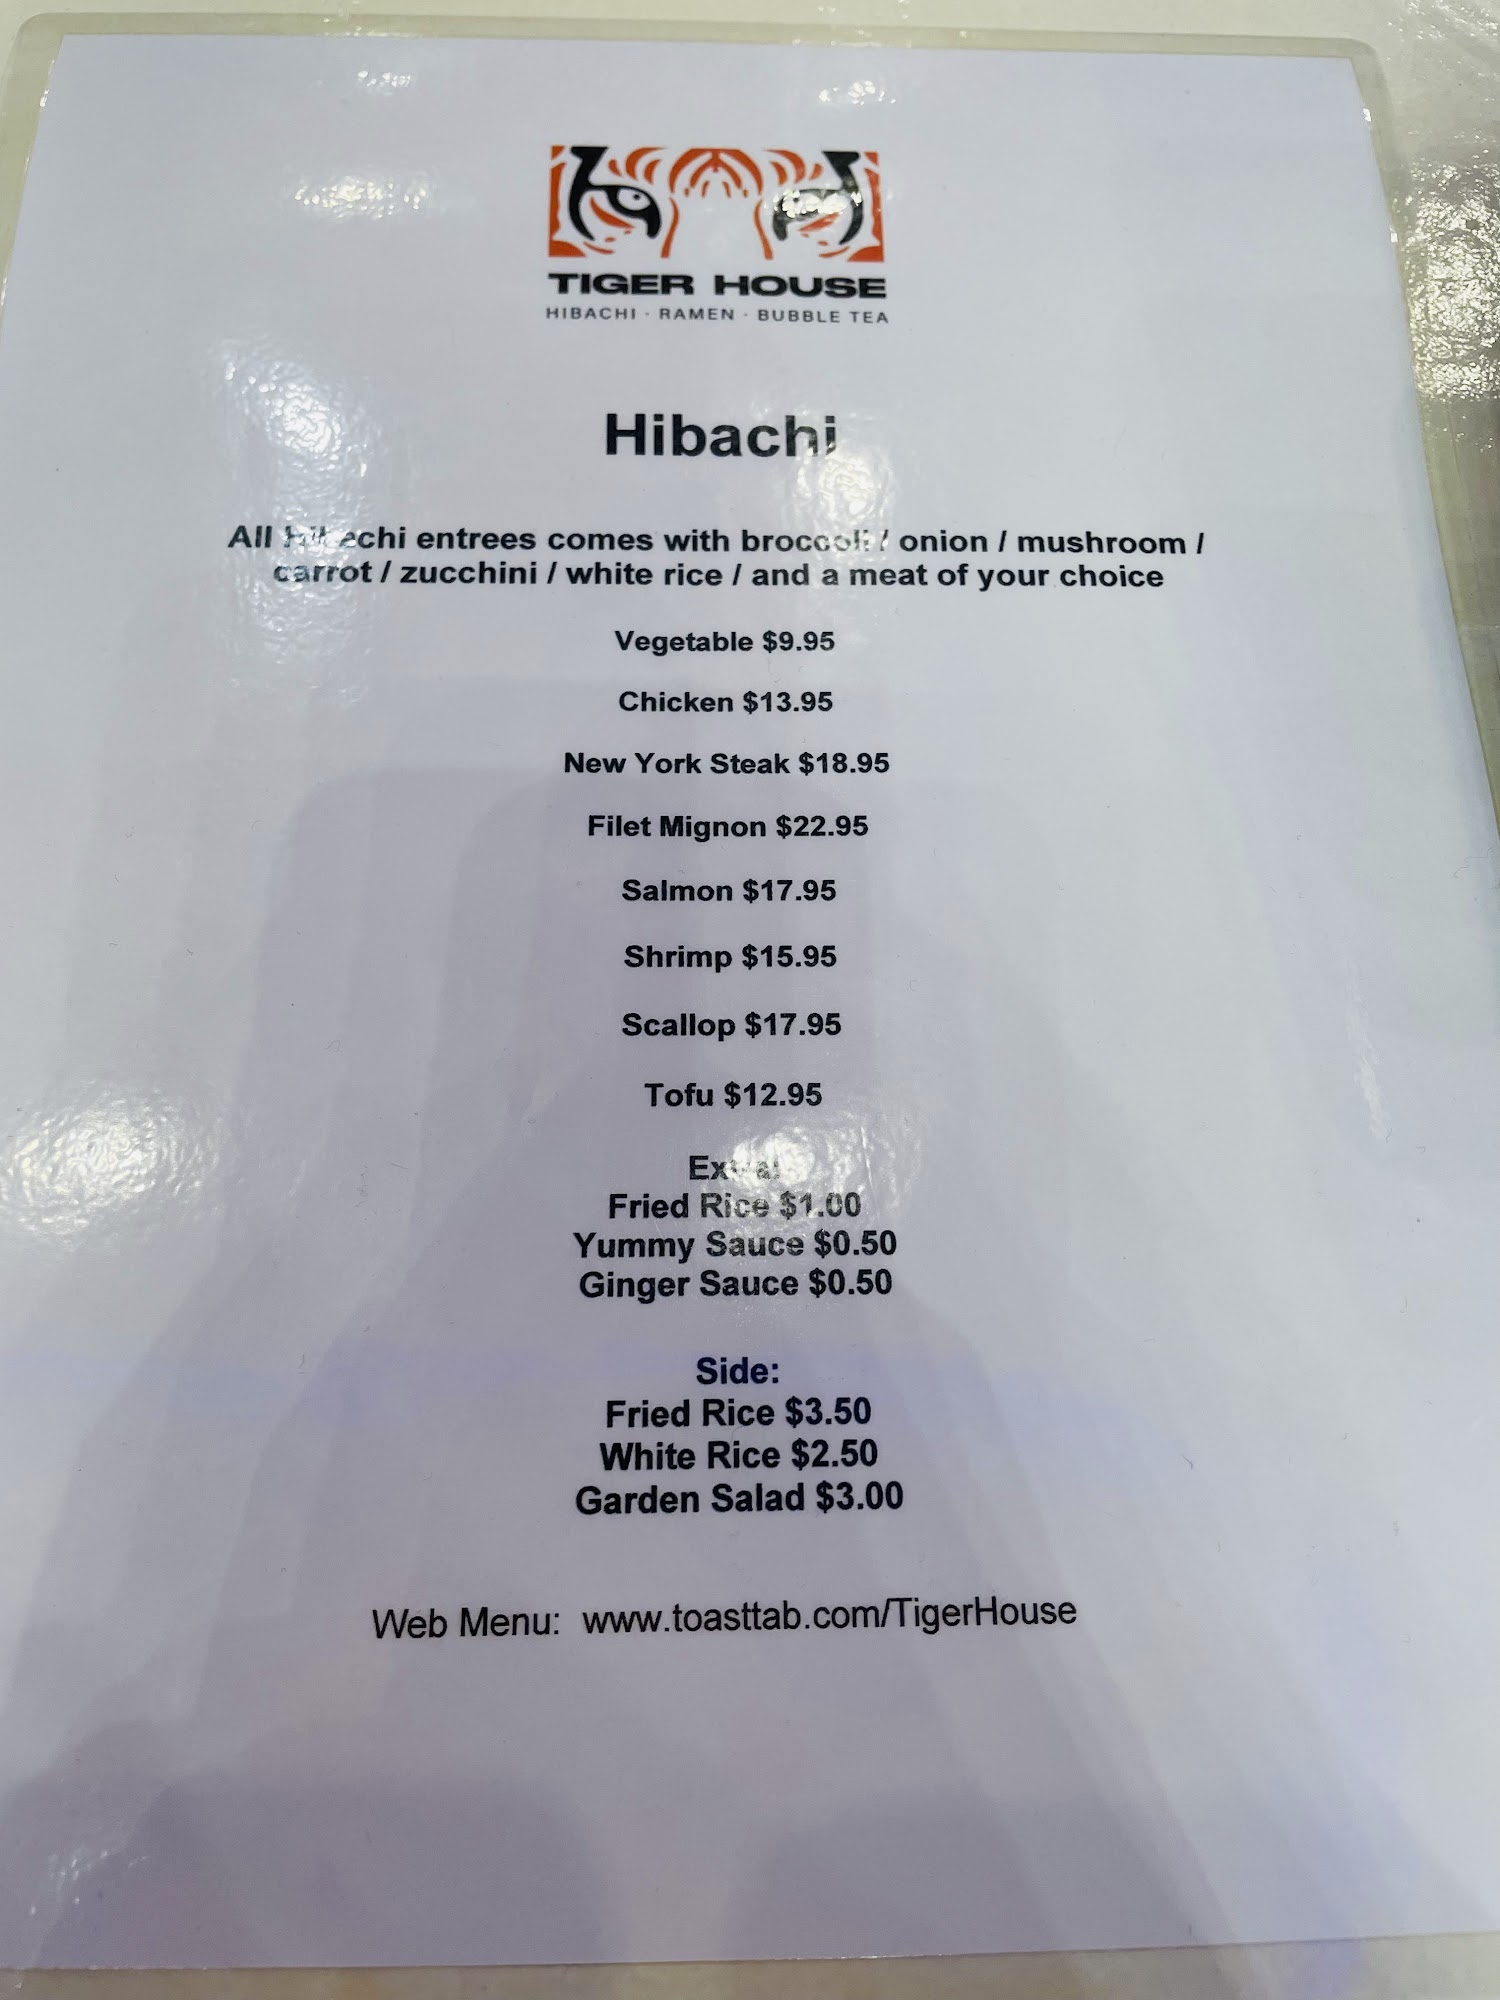 TIGER HOUSE
HIBACHI · RAMEN · BUBBLE TEA
Hibachi
All Hibachi entrees comes with broccoli / onion / mushroom /
carrot / zucchini / white rice / and a meat of your choice
Vegetable $9.95
Chicken $13.95
New York Steak $18.95
Filet Mignon $22.95
Salmon $17.95
Shrimp $15.95
Scallop $17.95
Tofu $12.95
Extra:
Fried Rice $1.00
Yummy Sauce $0.50
Ginger Sauce $0.50
Side:
Fried Rice $3.50
White Rice $2.50
Garden Salad $3.00
Web Menu: www.toasttab.com/TigerHouse